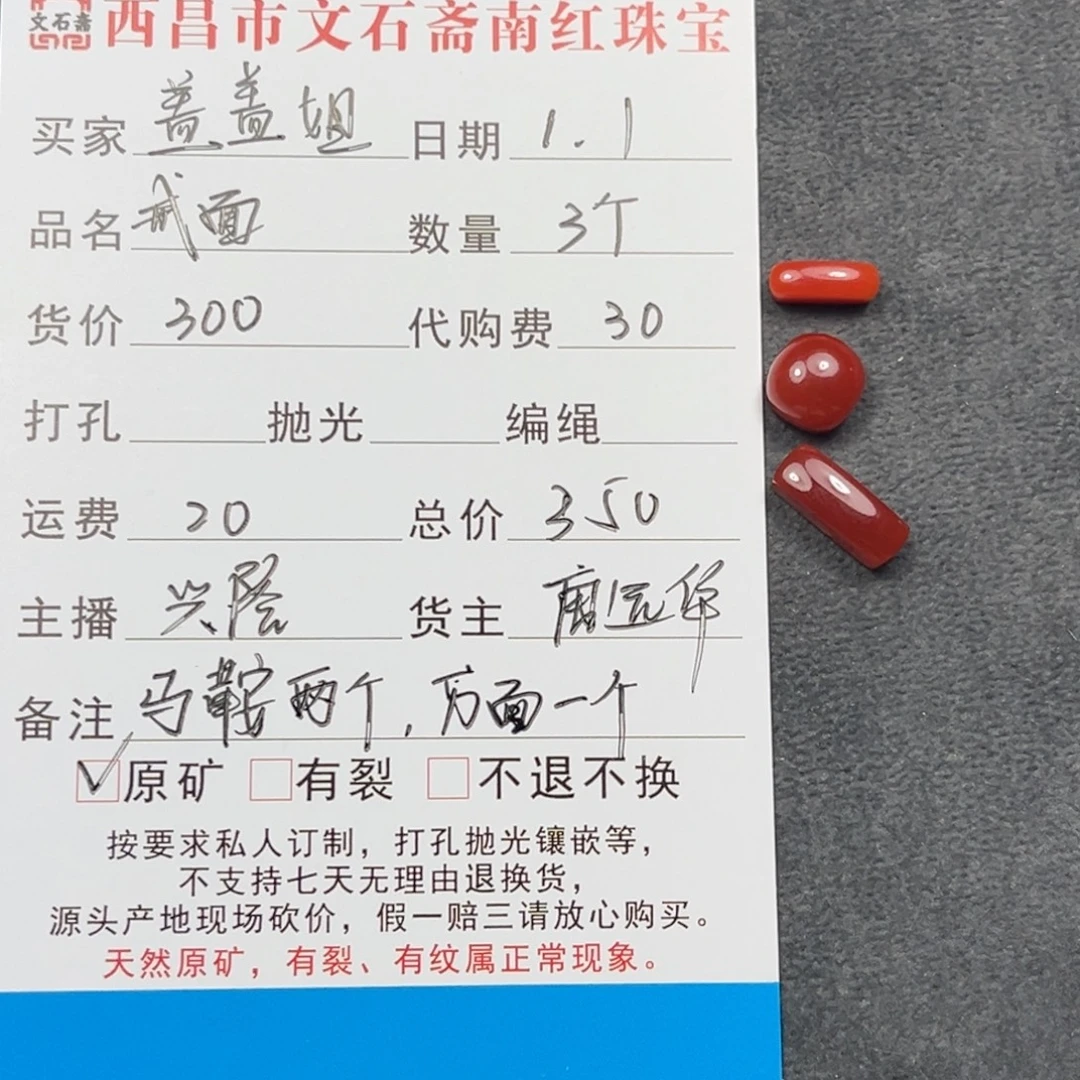 文石斋 西昌市文石斋南红珠宝
买家 盖盖姐 日期 1.1
品名 戒面 数量 3个
货价 300 代购费 30
打孔 抛光 编绳
运费 20 总价 350
主播 兴隆 货主 唐远华
备注 马鞍两个,方面一个
原矿 有裂 不退不换
按要求私人订制，打孔抛光镶嵌等，
不支持七天无理由退换货，
源头产地现场砍价，假一赔三请放心购买。
天然原矿，有裂、有纹属正常现象。